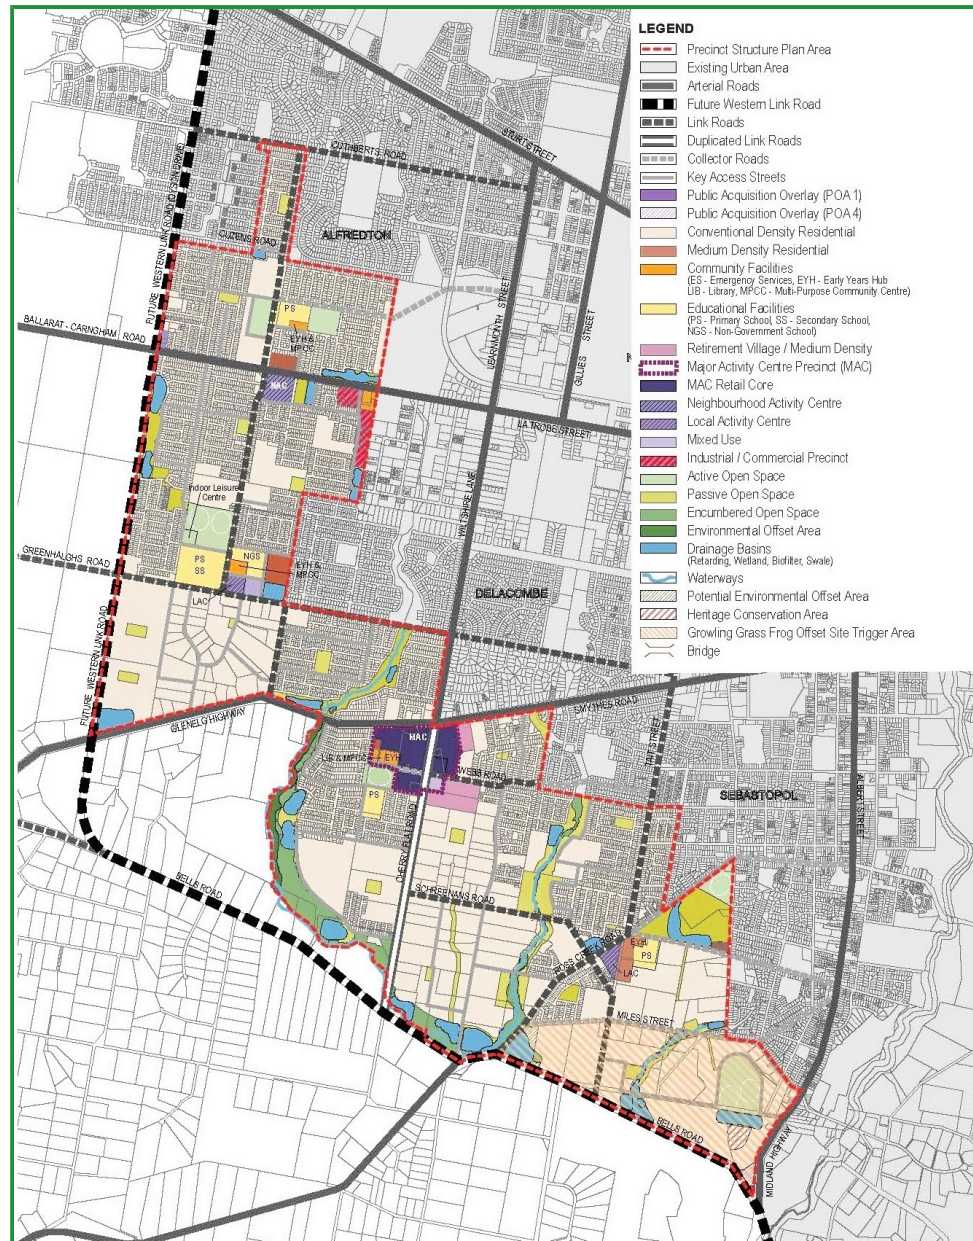 LEGEND
Precinct Structure Plan Area
Existing Urban Area
Arterial Roads
Future Western Link Road
Link Roads
Duplicated Link Roads
Collector Roads
Key Access Streets
Public Acquisition Overlay (POA 1)
Public Acquisition Overlay (POA 4)
Conventional Density Residential
Medium Density Residential
Community Facilities
(ES - Emergency Services, EYH - Early Years Hub
LIB - Library, MPCC - Multi-Purpose Community Centre)
Educational Facilities
(PS - Primary School, SS - Secondary School,
NGS - Non-Government School)
Retirement Village / Medium Density
Major Activity Centre Precinct (MAC)
MAC Retail Core
Neighbourhood Activity Centre
Local Activity Centre
Mixed Use
Industrial / Commercial Precinct
Active Open Space
Passive Open Space
Encumbered Open Space
Environmental Offset Area
Drainage Basins
(Retarding, Wetland, Biofilter, Swale)
Waterways
Potential Environmental Offset Area
Heritage Conservation Area
Growling Grass Frog Offset Site Trigger Area
Bridge
STURT STREET
CUTHBERTS ROAD
ALFREDTON
CUZENS ROAD
FUTURE WESTERN LINK ROAD
LEARMONTH STREET
GILLIES STREET
PS
EYH &
MPCC
BALLARAT - CARNGHAM ROAD
NAC
LA TROBE STREET
WILTSHIRE LANE
Indoor Leisure
Centre
GREENHALGHS ROAD
PS
SS
NGS
EYH &
MPCC
LAC
DELACOMBE
FUTURE WESTERN LINK ROAD
GLENELG HIGHWAY
SMYTHES ROAD
TAIT STREET
MAC
LIB & MPCC
EYH
WEBB ROAD
PS
SEBASTOPOL
ALBERT STREET
CHERRY FLAT ROAD
BELLS ROAD
SCHREENANS ROAD
ROSS CREEK ROAD
EYH
PS
LAC
MILES STREET
BELLS ROAD
MIDLAND HIGHWAY